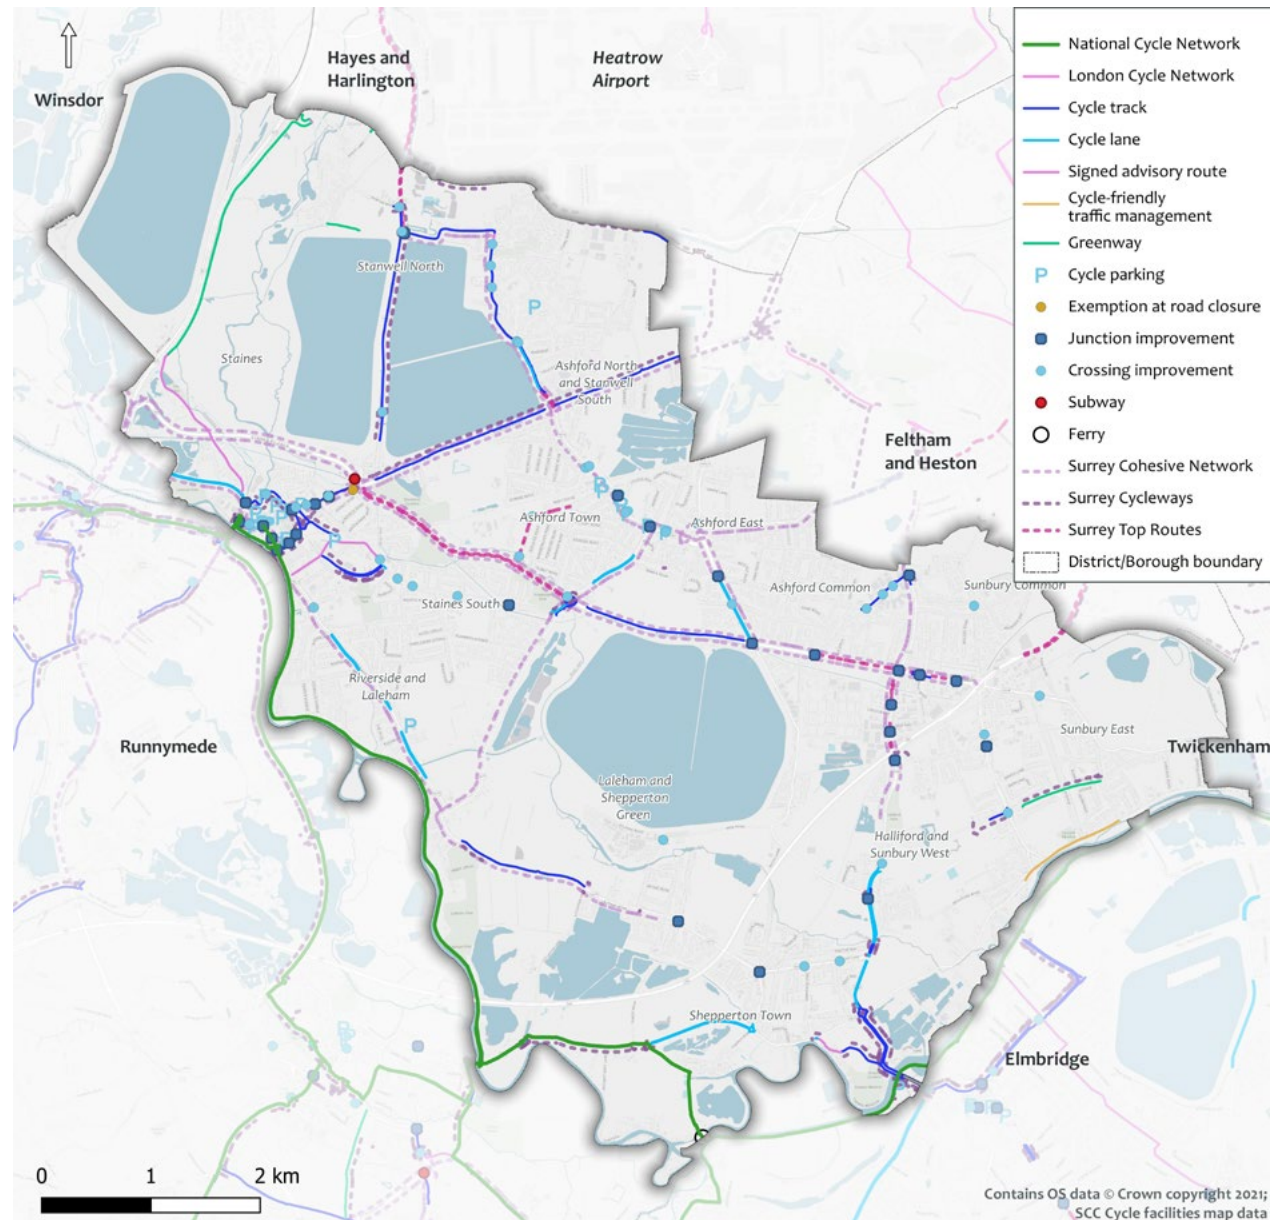 Hayes and
Harlington
Heatrow
Airport
Winsdor
National Cycle Network
London Cycle Network
Cycle track
Cycle lane
Signed advisory route
Cycle-friendly
traffic management
Greenway
P Cycle parking
Exemption at road closure
Junction improvement
Crossing improvement
Subway
Ferry
Surrey Cohesive Network
Surrey Cycleways
Surrey Top Routes
District/Borough boundary
Stanwell North
P
Staines
Ashford North
and Stanwell
South
Feltham
and Heston
Ashford Town
Ashford East
P
P
Ashford Common
Sunbury Common
Staines South
Riverside and
Laleham
P
Runnymede
Sunbury East
Twickenham
Laleham and
Shepperton
Green
Halliford and
Sunbury West
Shepperton Town
Elmbridge
0 1 2 km
Contains OS data © Crown copyright 2021;
SCC Cycle facilities map data